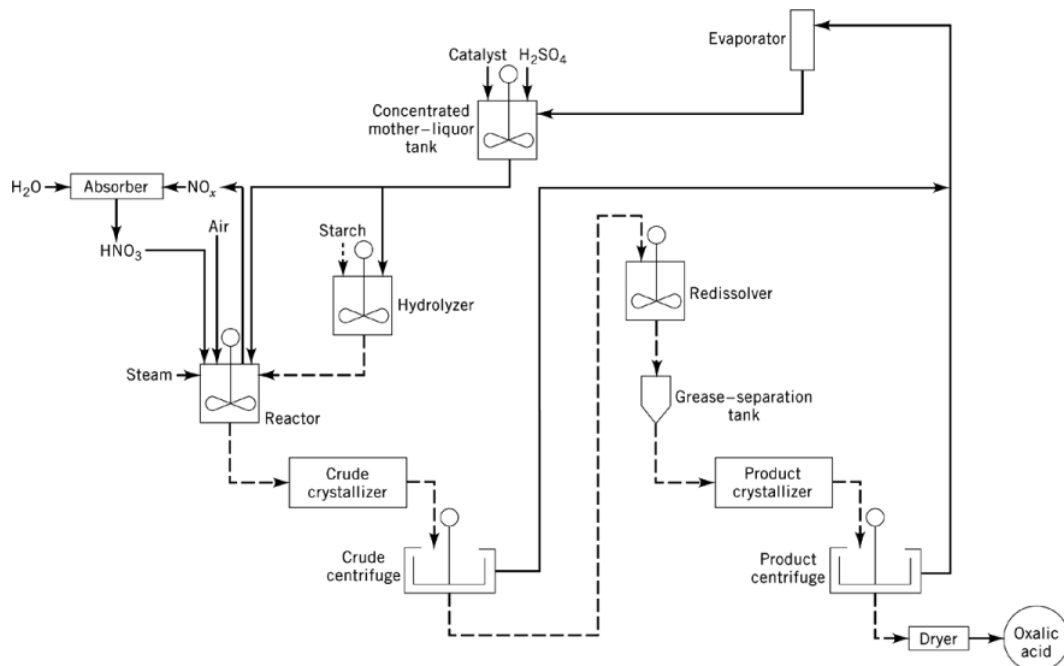 Evaporator
Catalyst H₂SO₄
Concentrated
mother–liquor
tank
H₂O
Absorber
NOₓ
Air
HNO₃
Starch
Hydrolyzer
Redissolver
Steam
Reactor
Grease–separation
tank
Crude
crystallizer
Product
crystallizer
Crude
centrifuge
Product
centrifuge
Dryer
Oxalic
acid